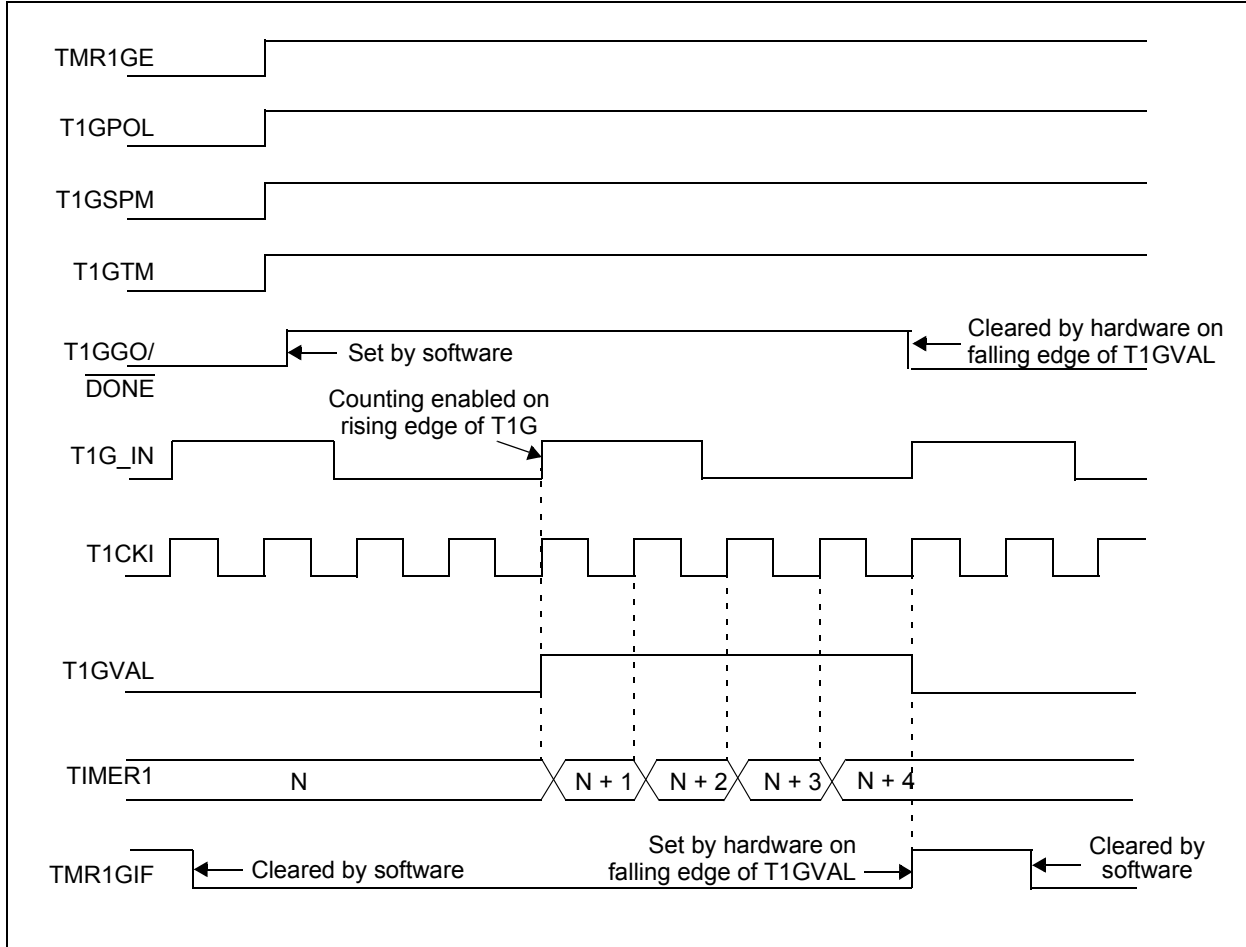 TMR1GE
T1GPOL
T1GSPM
T1GTM
T1GGO/
DONE
Set by software
Cleared by hardware on
falling edge of T1GVAL
Counting enabled on
rising edge of T1G
T1G_IN
T1CKI
T1GVAL
TIMER1
N
N + 1
N + 2
N + 3
N + 4
TMR1GIF
Cleared by software
Set by hardware on
falling edge of T1GVAL
Cleared by
software